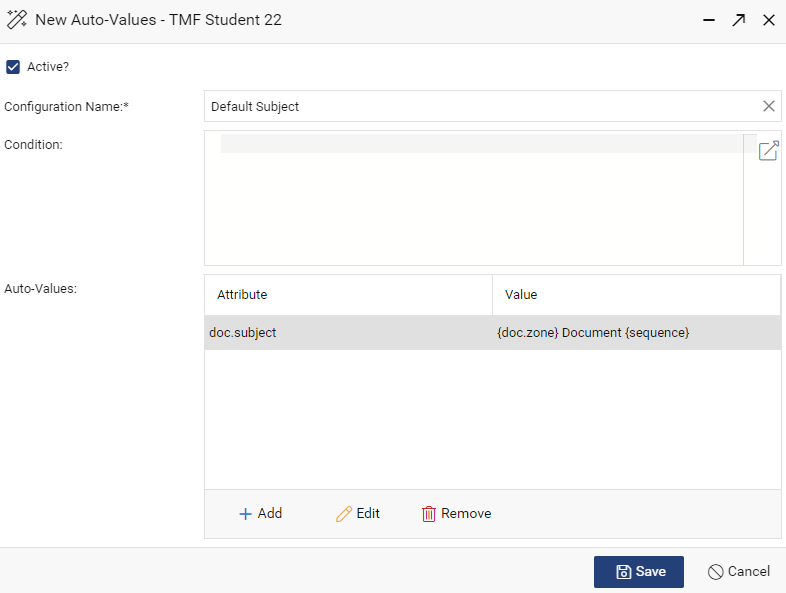 New Auto-Values - TMF Student 22
Active?
Configuration Name:*
Default Subject
Condition:
Auto-Values:
Attribute Value
doc.subject {doc.zone} Document {sequence}
Add Edit Remove
Save Cancel